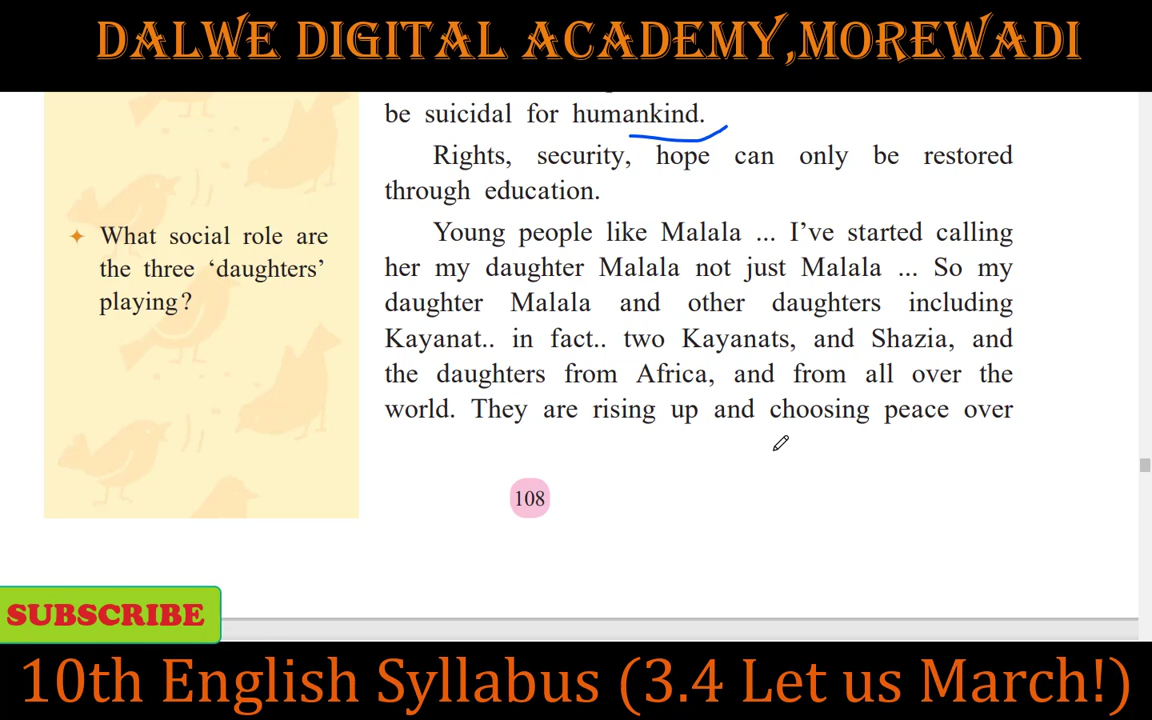 DALWE DIGITAL ACADEMY,MOREWADI
be suicidal for humankind.
Rights, security, hope can only be restored
through education.
✦ What social role are
the three ‘daughters’
playing?
Young people like Malala ... I’ve started calling
her my daughter Malala not just Malala ... So my
daughter Malala and other daughters including
Kayanat.. in fact.. two Kayanats, and Shazia, and
the daughters from Africa, and from all over the
world. They are rising up and choosing peace over
108
SUBSCRIBE
10th English Syllabus (3.4 Let us March!)